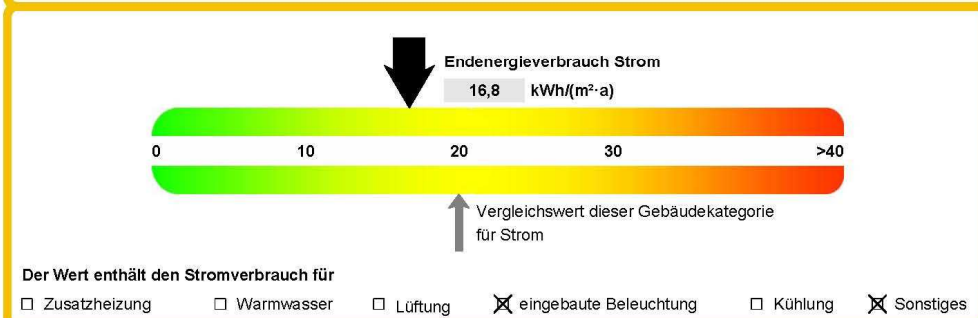 Endenergieverbrauch Strom
16,8 kWh/(m²·a)
0 10 20 30 >40
Vergleichswert dieser Gebäudekategorie
für Strom
Der Wert enthält den Stromverbrauch für
Zusatzheizung Warmwasser Lüftung eingebaute Beleuchtung Kühlung Sonstiges